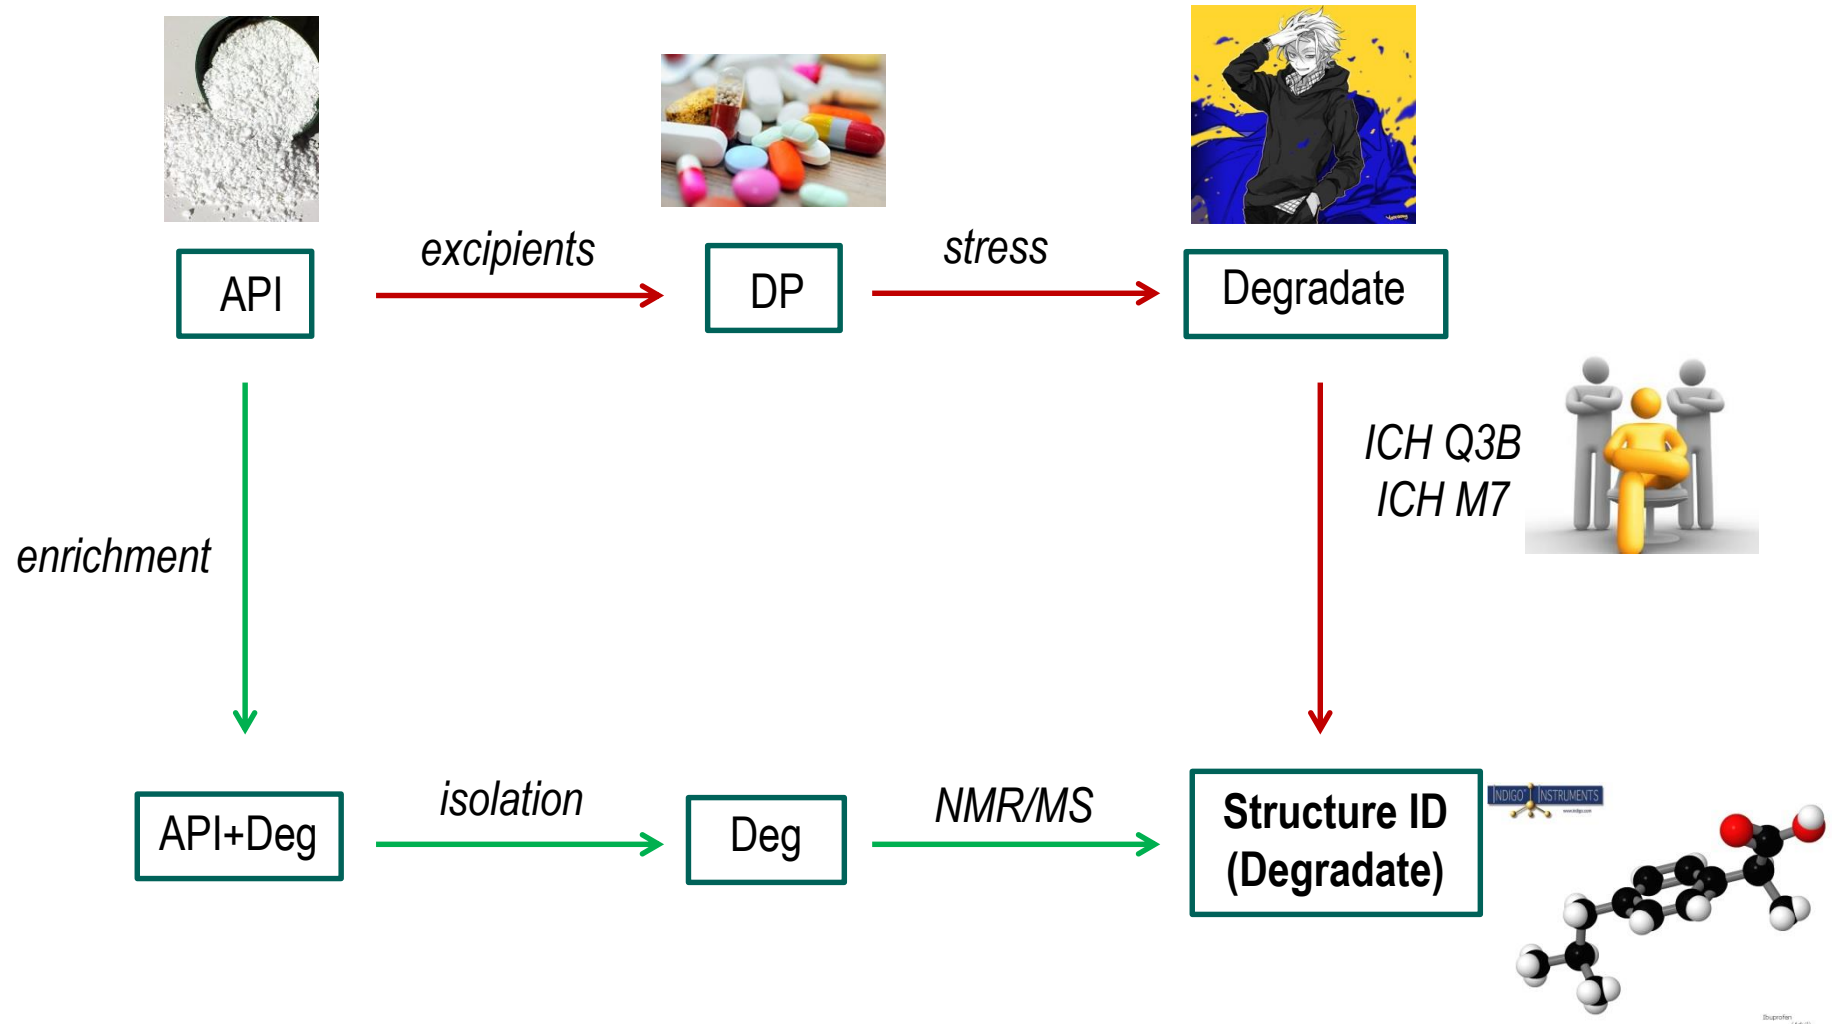 excipients
stress
API
DP
Degradate
ICH Q3B
ICH M7
enrichment
isolation
NMR/MS
API+Deg
Deg
Structure ID
(Degradate)
INDIGO INSTRUMENTS
Ibuprofen